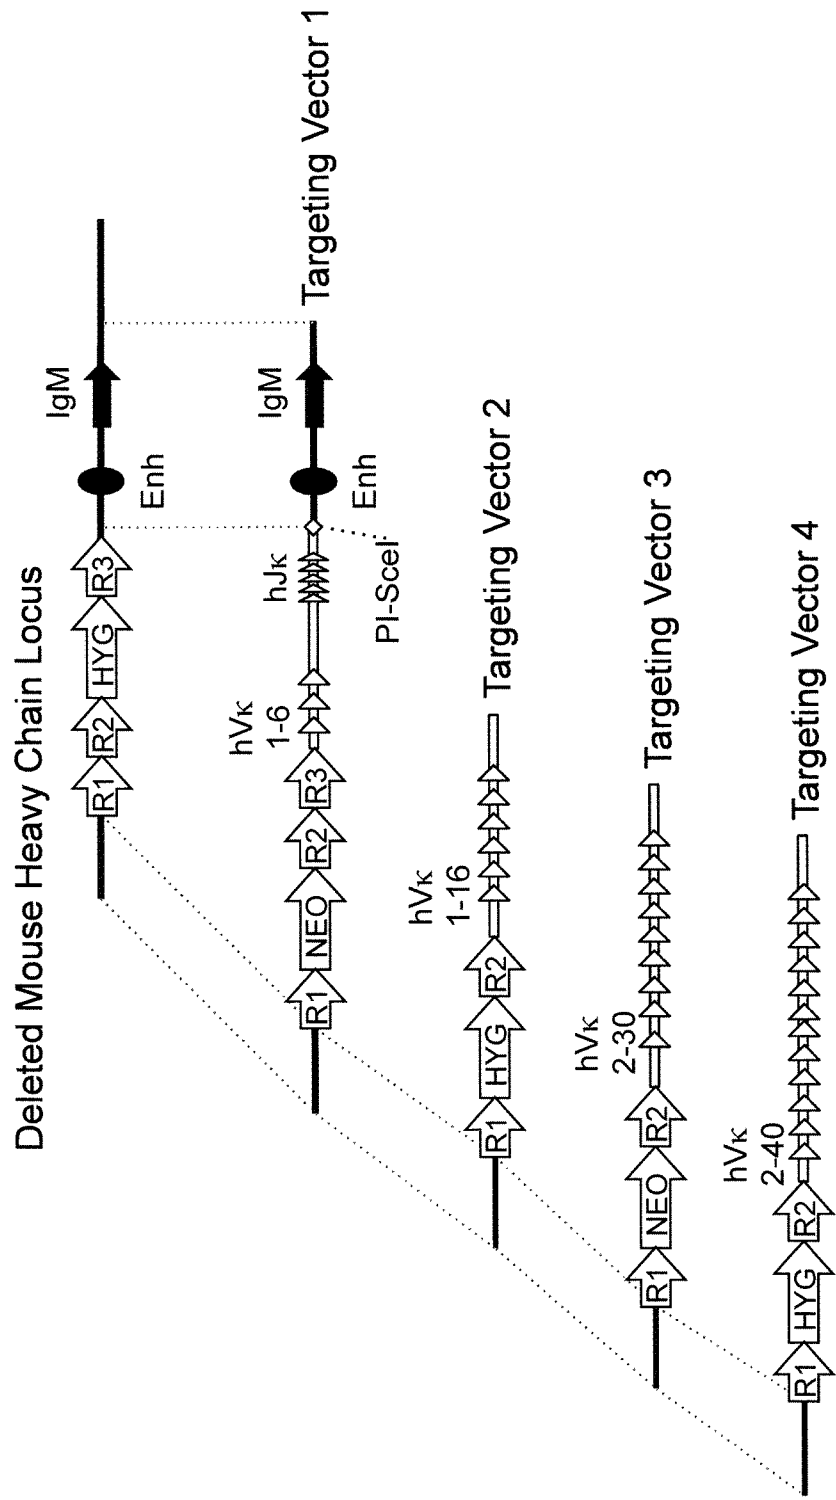 Deleted Mouse Heavy Chain Locus
R1 R2 HYG R3 Enh IgM
hVκ
1-6
hJκ
R1 NEO R2 R3 Enh IgM
PI-SceI
Targeting Vector 1
hVκ
1-16
R1 HYG R2
Targeting Vector 2
hVκ
2-30
R1 NEO R2
Targeting Vector 3
hVκ
2-40
R1 HYG R2
Targeting Vector 4